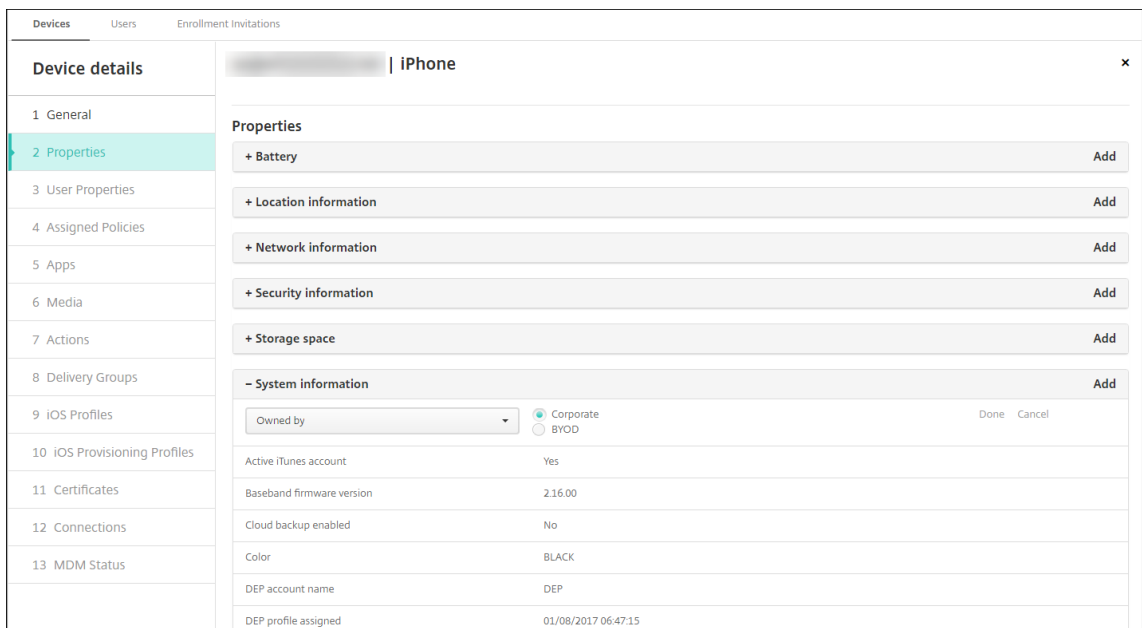 Devices Users Enrollment Invitations
Device details
| iPhone ×
1 General
2 Properties
3 User Properties
4 Assigned Policies
5 Apps
6 Media
7 Actions
8 Delivery Groups
9 iOS Profiles
10 iOS Provisioning Profiles
11 Certificates
12 Connections
13 MDM Status
Properties
+ Battery Add
+ Location information Add
+ Network information Add
+ Security information Add
+ Storage space Add
− System information Add
Owned by Corporate Done Cancel
BYOD
Active iTunes account Yes
Baseband firmware version 2.16.00
Cloud backup enabled No
Color BLACK
DEP account name DEP
DEP profile assigned 01/08/2017 06:47:15